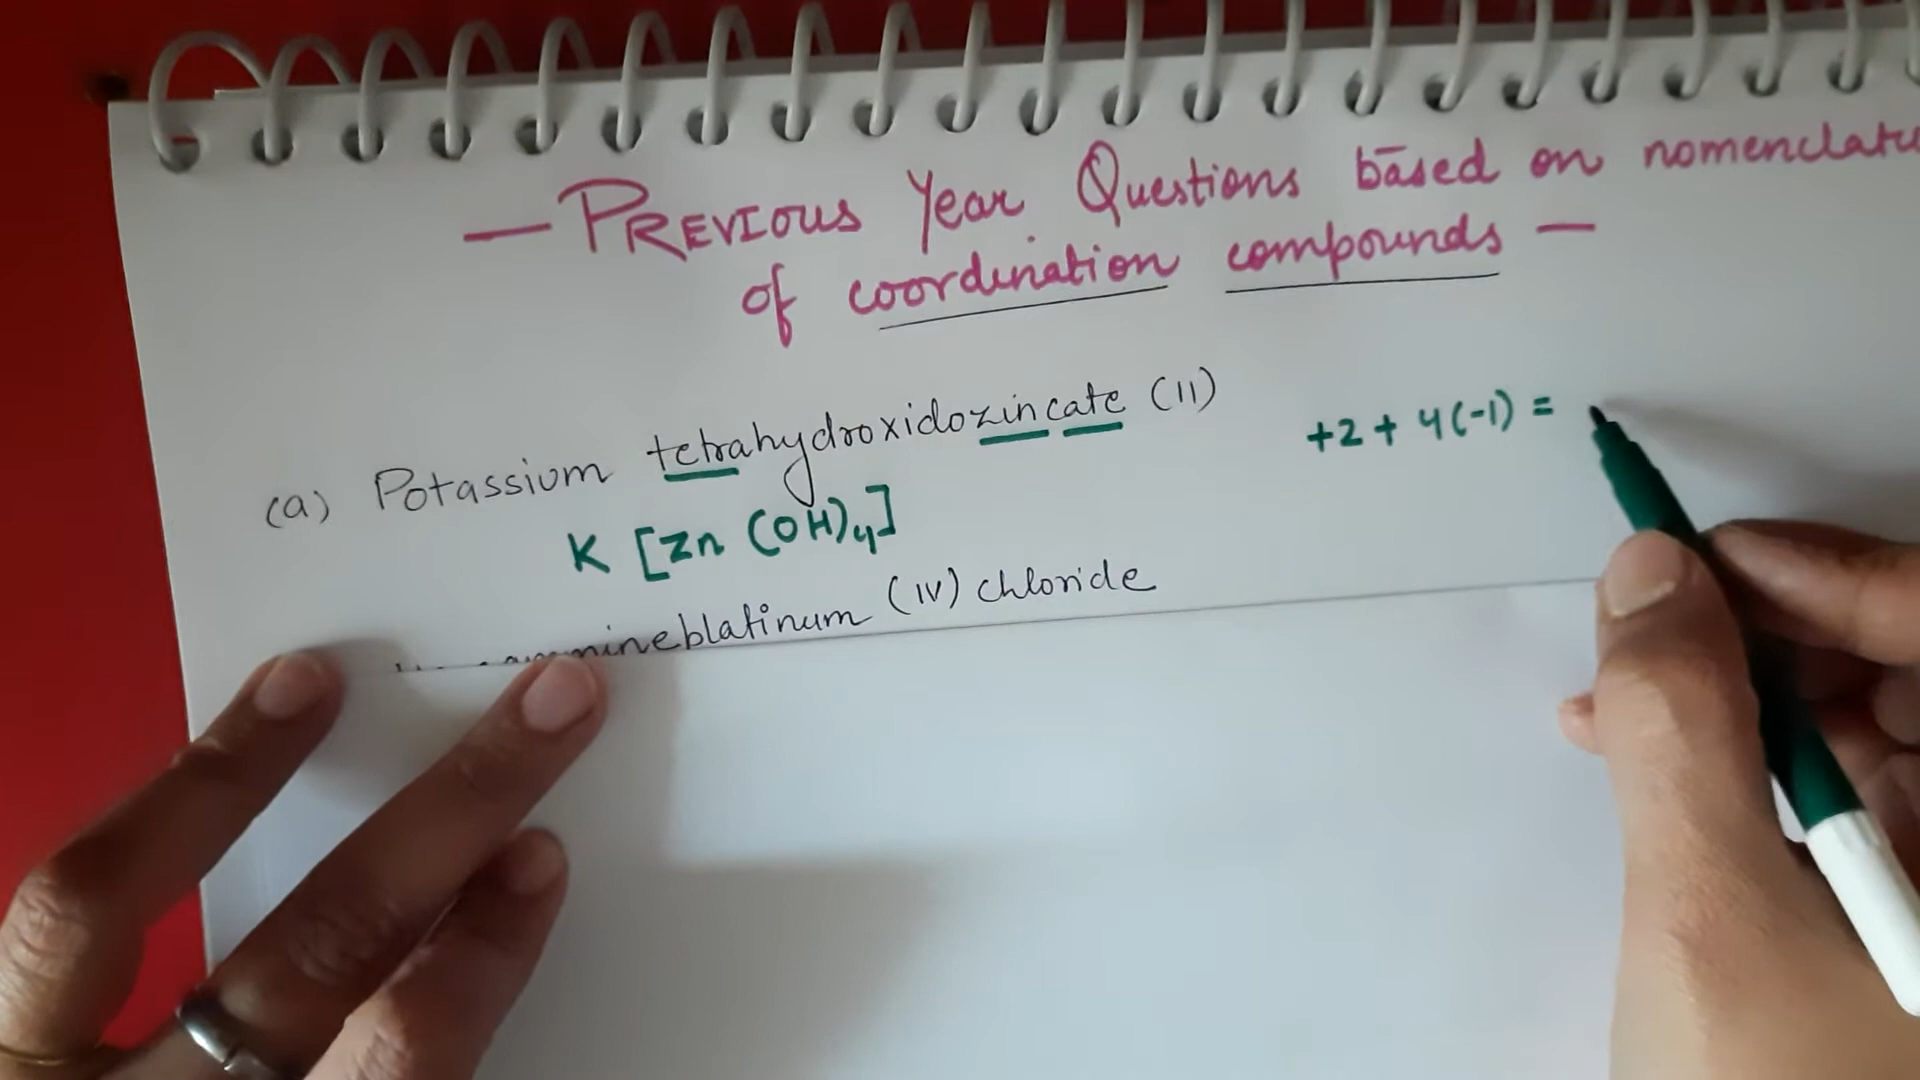 — PREVIOUS Year Questions based on nomenclatu
of coordination compounds —
(a) Potassium tetrahydroxidozincate (II)
+2 + 4(-1) =
K [Zn (OH)4]
ammineplatinum (IV) chloride